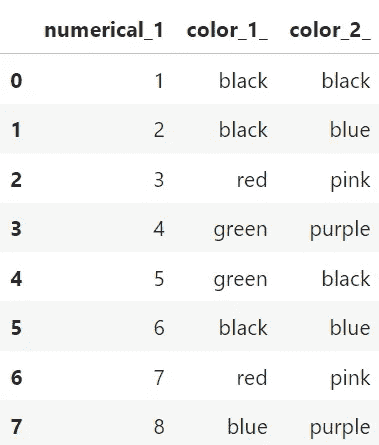 numerical_1 color_1_ color_2_
0 1 black black
1 2 black blue
2 3 red pink
3 4 green purple
4 5 green black
5 6 black blue
6 7 red pink
7 8 blue purple